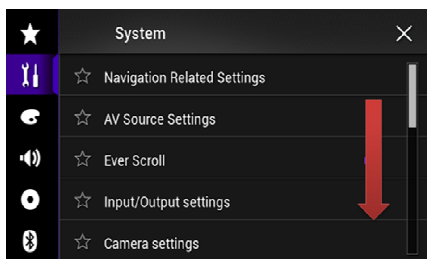 System
Navigation Related Settings
AV Source Settings
Ever Scroll
Input/Output settings
Camera settings